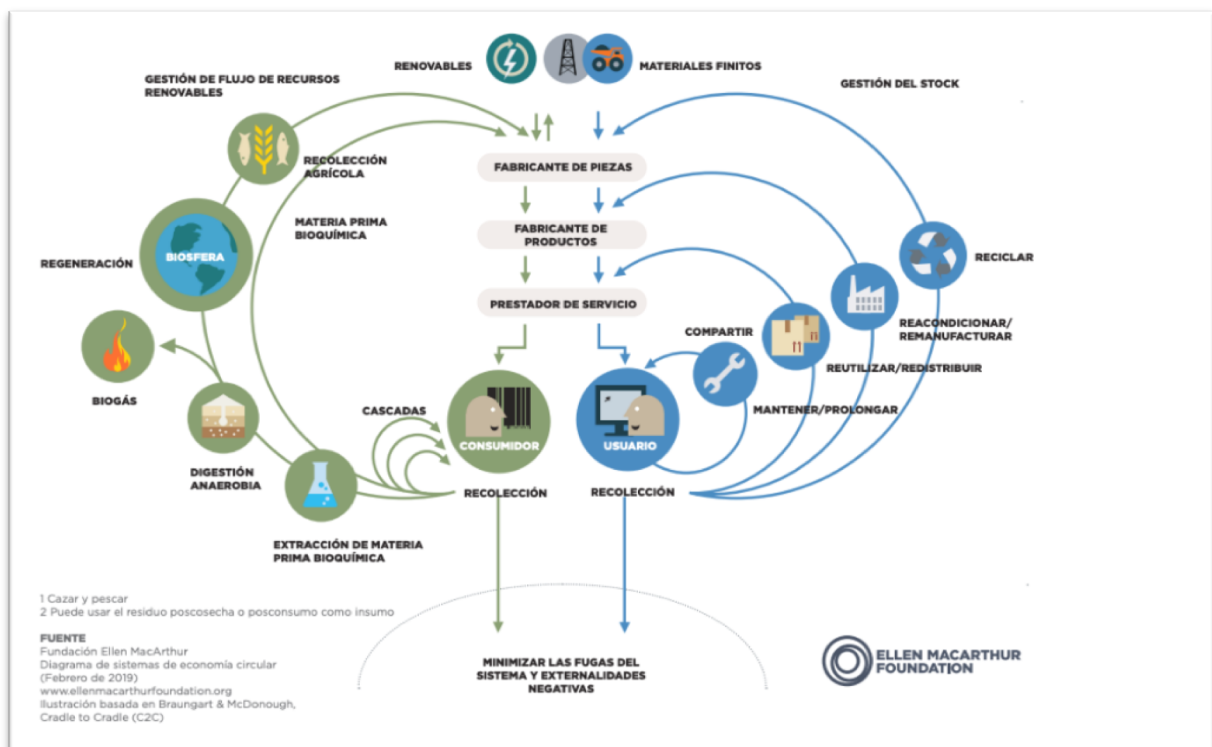 RENOVABLES
MATERIALES FINITOS
GESTIÓN DE FLUJO DE RECURSOS
RENOVABLES
GESTIÓN DEL STOCK
RECOLECCIÓN
AGRÍCOLA
FABRICANTE DE PIEZAS
MATERIA PRIMA
BIOQUÍMICA
FABRICANTE DE
PRODUCTOS
REGENERACIÓN
BIOSFERA
RECICLAR
PRESTADOR DE SERVICIO
COMPARTIR
REACONDICIONAR/
REMANUFACTURAR
REUTILIZAR/REDISTRIBUIR
BIOGÁS
CASCADAS
MANTENER/PROLONGAR
CONSUMIDOR
USUARIO
DIGESTIÓN
ANAEROBIA
RECOLECCIÓN
RECOLECCIÓN
EXTRACCIÓN DE MATERIA
PRIMA BIOQUÍMICA
1 Cazar y pescar
2 Puede usar el residuo poscosecha o posconsumo como insumo
FUENTE
Fundación Ellen MacArthur
Diagrama de sistemas de economía circular
(Febrero de 2019)
www.ellenmacarthurfoundation.org
Ilustración basada en Braungart & McDonough,
Cradle to Cradle (C2C)
MINIMIZAR LAS FUGAS DEL
SISTEMA Y EXTERNALIDADES
NEGATIVAS
ELLEN MACARTHUR
FOUNDATION